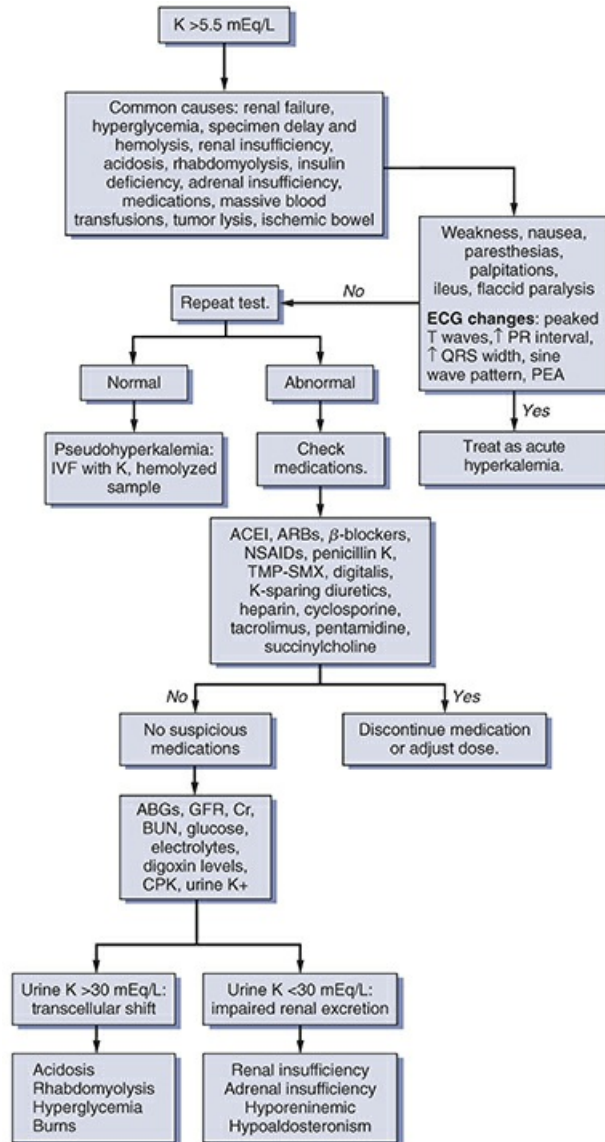 K >5.5 mEq/L
Common causes: renal failure,
hyperglycemia, specimen delay and
hemolysis, renal insufficiency,
acidosis, rhabdomyolysis, insulin
deficiency, adrenal insufficiency,
medications, massive blood
transfusions, tumor lysis, ischemic bowel
Weakness, nausea,
paresthesias,
palpitations,
ileus, flaccid paralysis
ECG changes: peaked
T waves,↑ PR interval,
↑ QRS width, sine
wave pattern, PEA
No
Repeat test.
Yes
Treat as acute
hyperkalemia.
Normal
Abnormal
Pseudohyperkalemia:
IVF with K, hemolyzed
sample
Check
medications.
ACEI, ARBs, β-blockers,
NSAIDs, penicillin K,
TMP-SMX, digitalis,
K-sparing diuretics,
heparin, cyclosporine,
tacrolimus, pentamidine,
succinylcholine
No
Yes
No suspicious
medications
Discontinue medication
or adjust dose.
ABGs, GFR, Cr,
BUN, glucose,
electrolytes,
digoxin levels,
CPK, urine K+
Urine K >30 mEq/L:
transcellular shift
Urine K <30 mEq/L:
impaired renal excretion
Acidosis
Rhabdomyolysis
Hyperglycemia
Burns
Renal insufficiency
Adrenal insufficiency
Hyporeninemic
Hypoaldosteronism